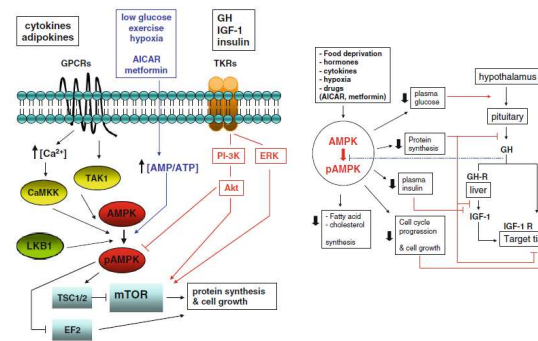 cytokines
adipokines
GPCRs
low glucose
exercise
hypoxia
AICAR
metformin
GH
IGF-1
insulin
TKRs
[Ca2+]
CaMKK
TAK1
[AMP/ATP]
PI-3K
ERK
Akt
AMPK
LKB1
pAMPK
TSC1/2
mTOR
protein synthesis
& cell growth
EF2
- Food deprivation
- hormones
- cytokines
- hypoxia
- drugs
(AICAR, metformin)
AMPK
pAMPK
plasma
glucose
Protein
synthesis
plasma
insulin
- Fatty acid
- cholesterol
synthesis
Cell cycle
progression
& cell growth
hypothalamus
pituitary
GH
GH-R
liver
IGF-1
IGF-1 R
Target ti